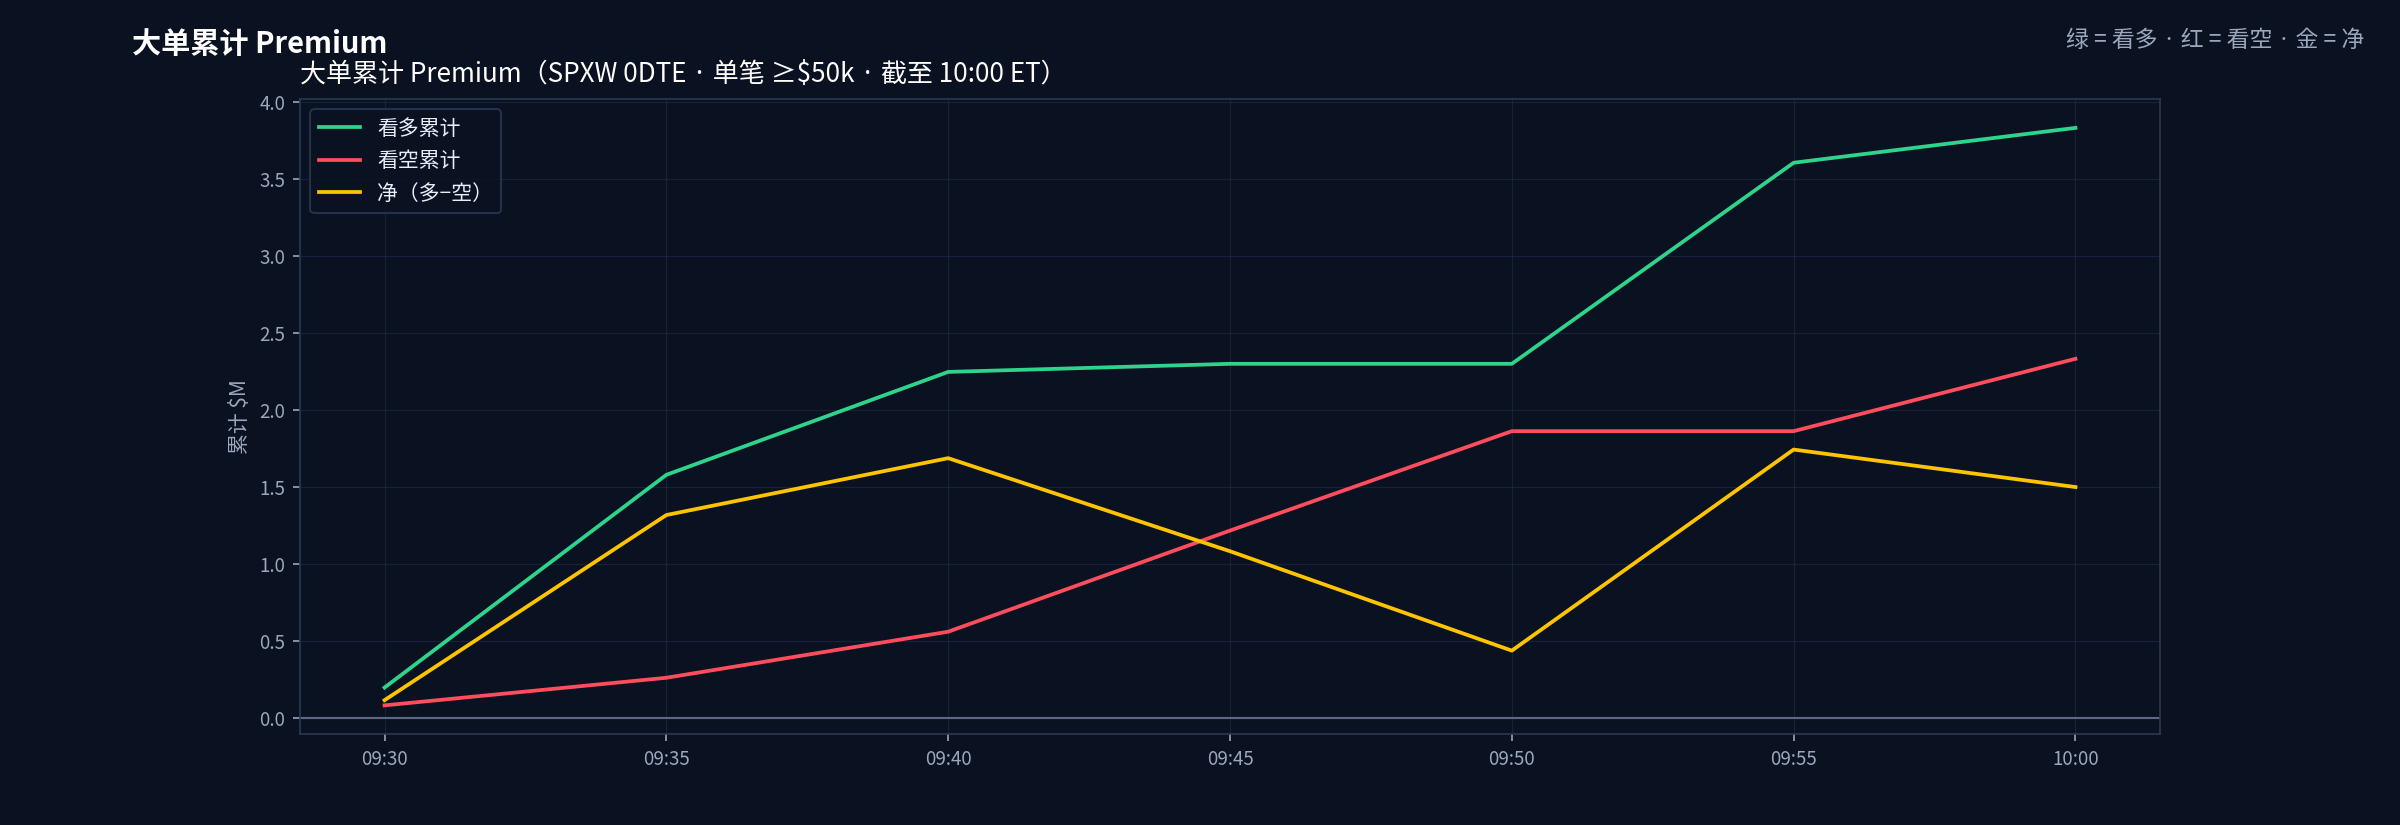 大单累计 Premium
绿 = 看多 · 红 = 看空 · 金 = 净
大单累计 Premium（SPXW 0DTE · 单笔 ≥$50k · 截至 10:00 ET）
看多累计
看空累计
净（多−空）
累计 $M
4.0
3.5
3.0
2.5
2.0
1.5
1.0
0.5
0.0
09:30
09:35
09:40
09:45
09:50
09:55
10:00